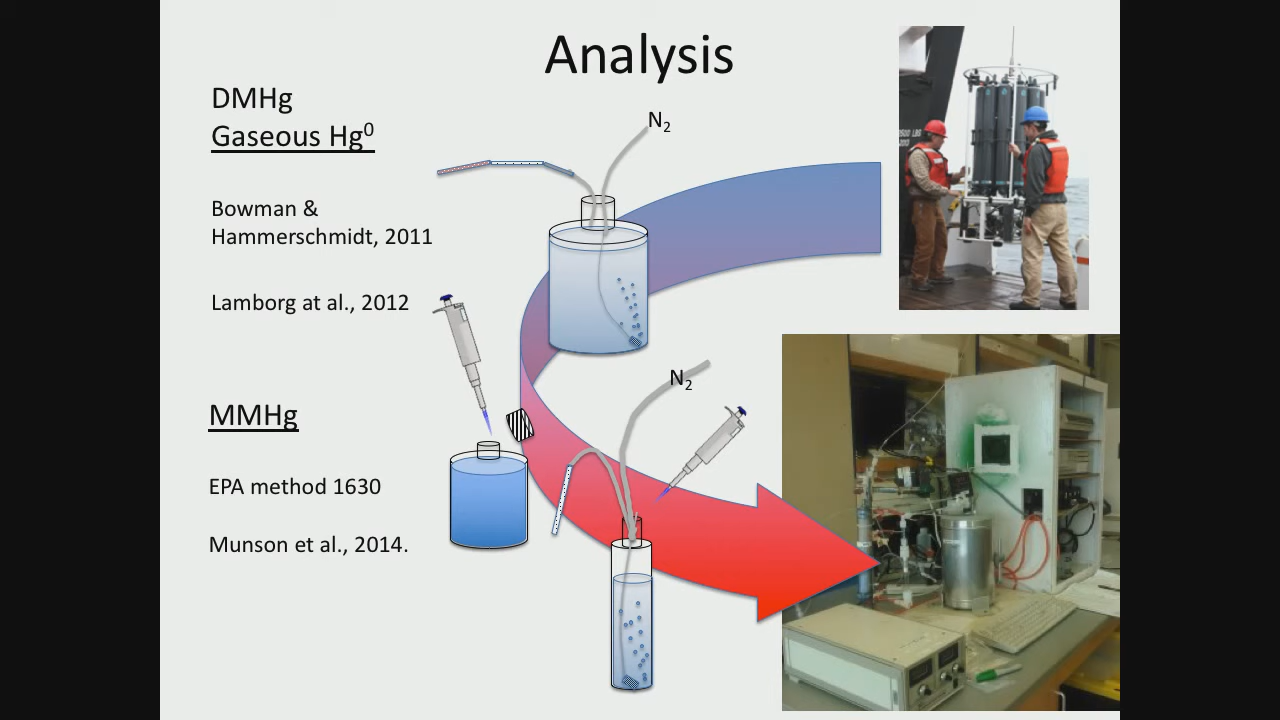 Analysis
DMHg
Gaseous Hg⁰
Bowman &
Hammerschmidt, 2011
Lamborg at al., 2012
MMHg
EPA method 1630
Munson et al., 2014.
N₂
N₂